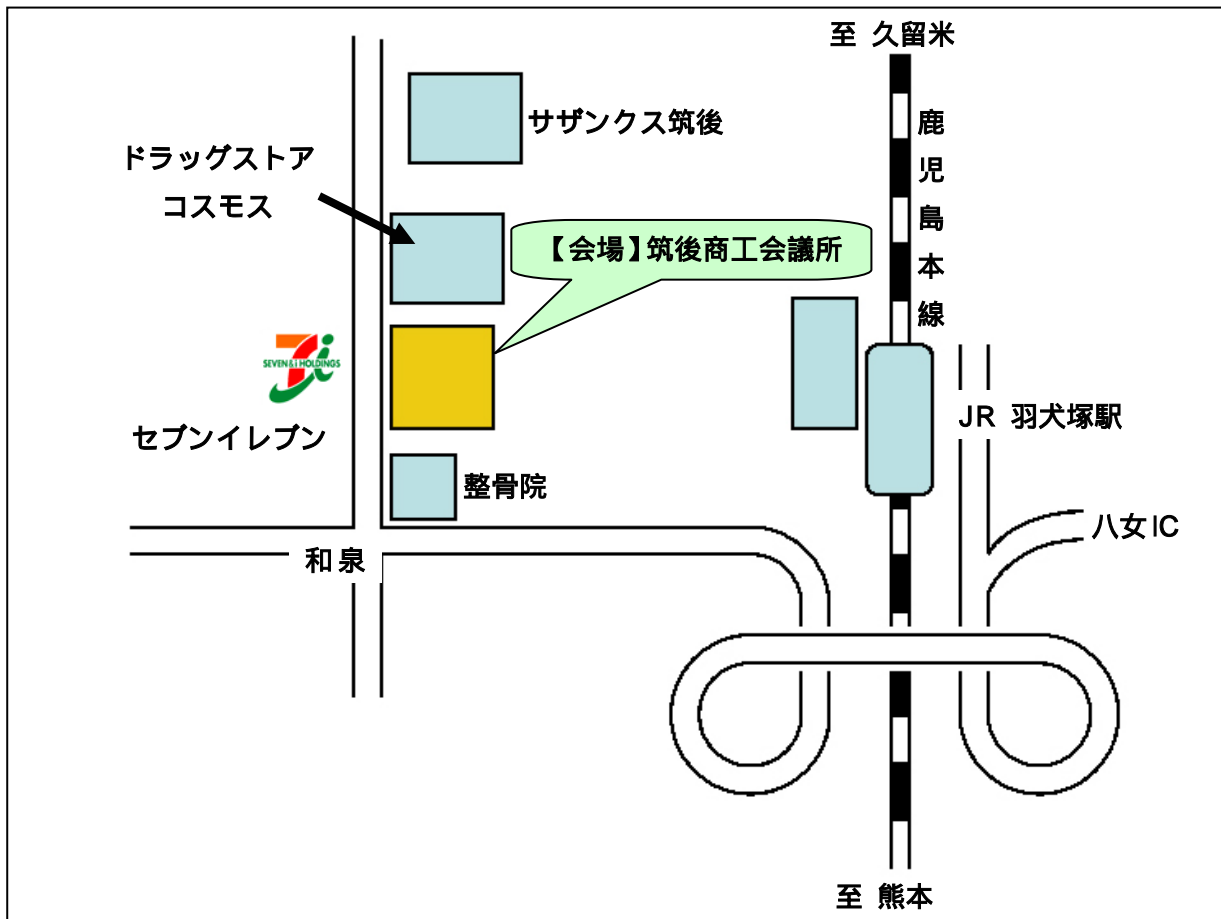 至 久留米
サザンクス筑後
鹿児島本線
ドラッグストア
コスモス
【会場】筑後商工会議所
SEVEN & i HOLDINGS
セブンイレブン
JR 羽犬塚駅
整骨院
八女IC
和泉
至 熊本